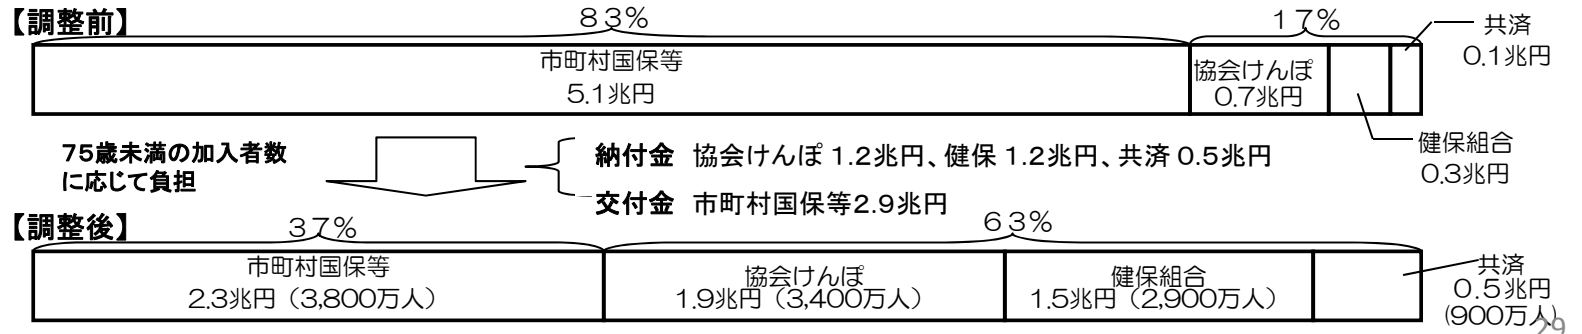 【調整前】
83%
17%
市町村国保等
5.1兆円
協会けんぽ
0.7兆円
共済
0.1兆円
健保組合
0.3兆円
75歳未満の加入者数
に応じて負担
納付金 協会けんぽ 1.2兆円、健保 1.2兆円、共済 0.5兆円
交付金 市町村国保等2.9兆円
【調整後】
37%
63%
市町村国保等
2.3兆円(3,800万人)
協会けんぽ
1.9兆円(3,400万人)
健保組合
1.5兆円(2,900万人)
共済
0.5兆円
(900万人)
29